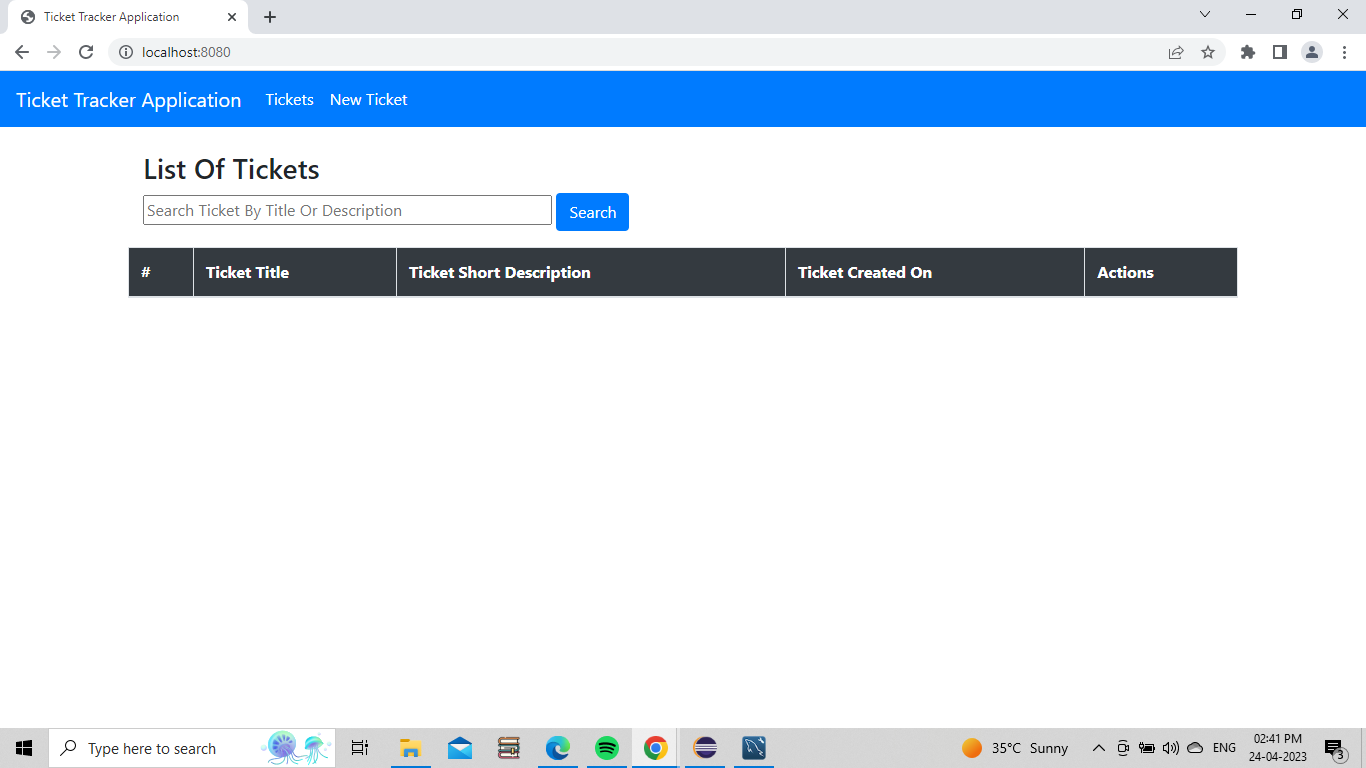 Ticket Tracker Application
localhost:8080
Ticket Tracker Application Tickets New Ticket
List Of Tickets
Search Ticket By Title Or Description Search
# Ticket Title Ticket Short Description Ticket Created On Actions
Type here to search 35°C Sunny ENG 02:41 PM
24-04-2023 3